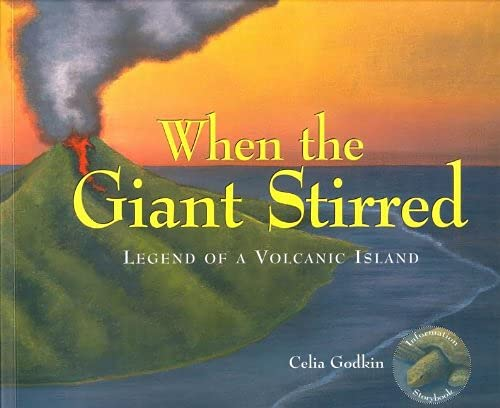 When the
Giant Stirred
LEGEND OF A VOLCANIC ISLAND
Celia Godkin
Information
Storybook